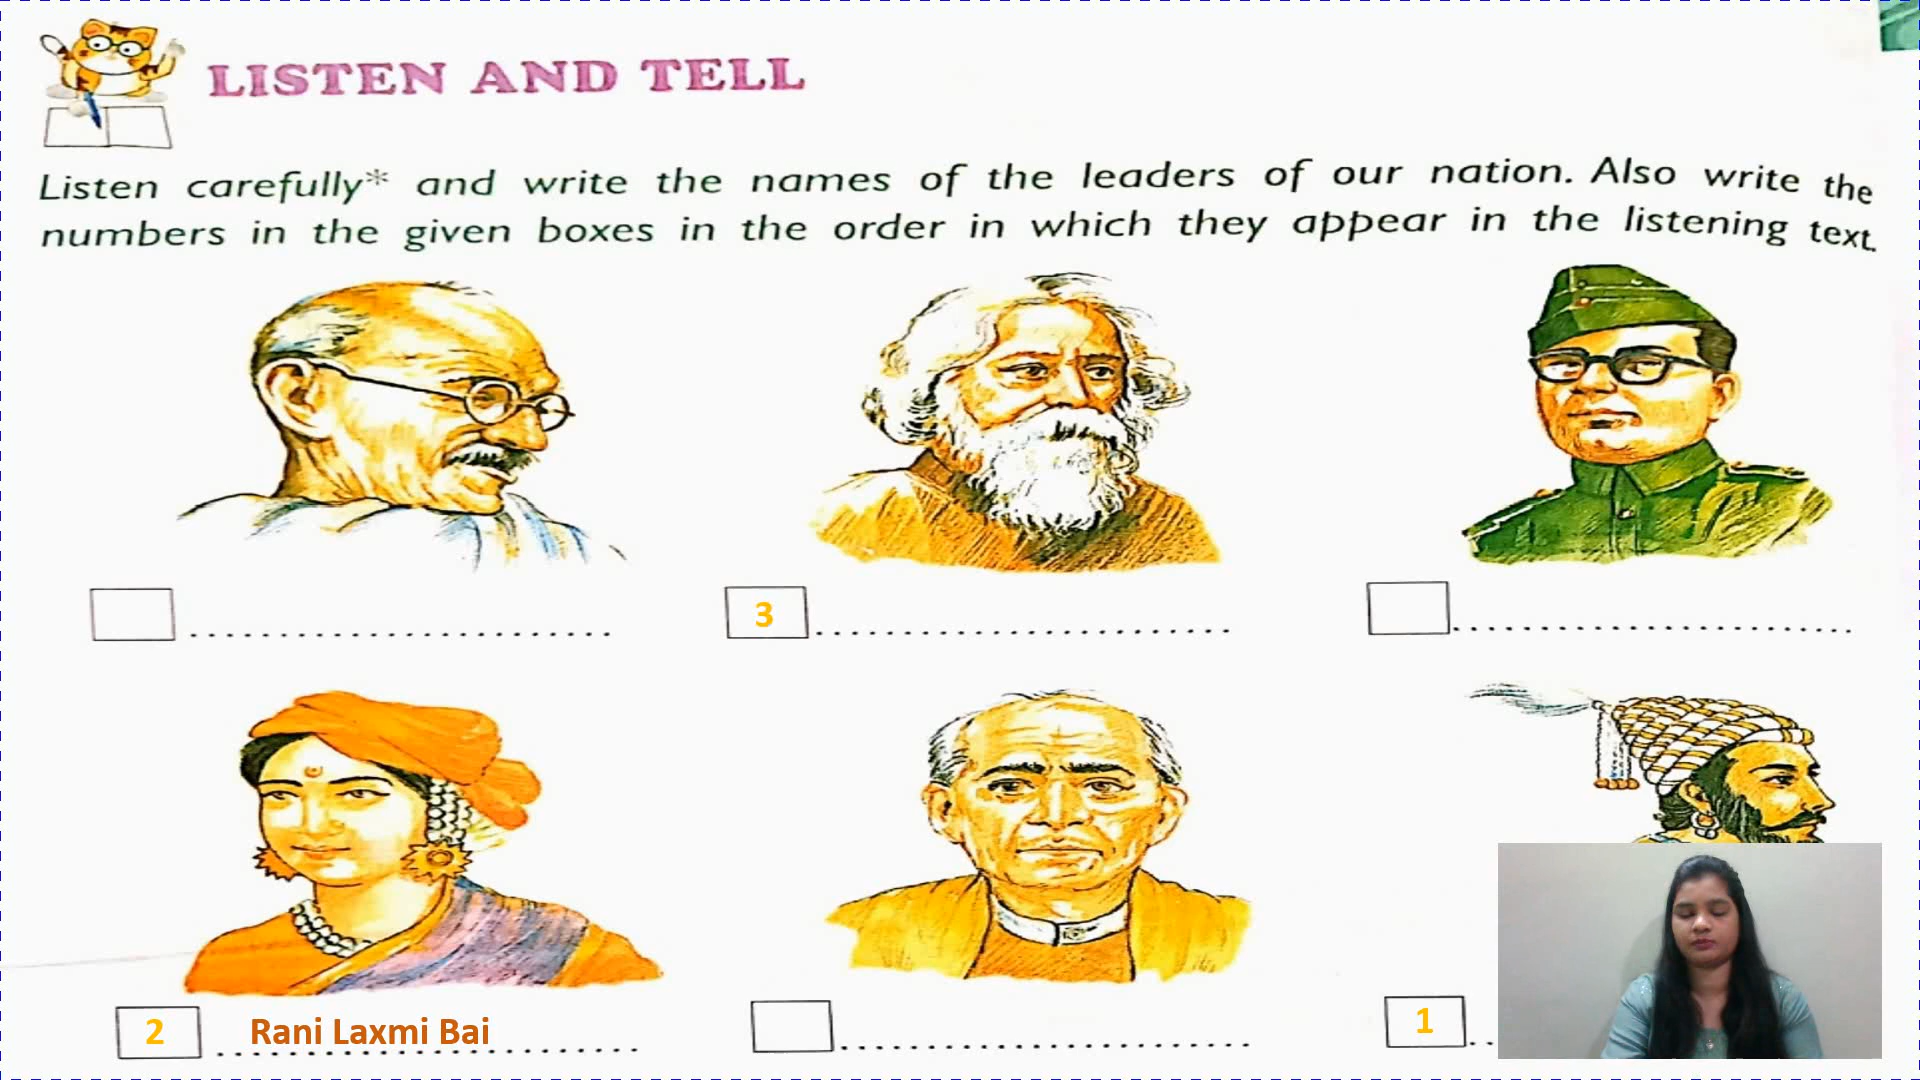 LISTEN AND TELL
Listen carefully* and write the names of the leaders of our nation. Also write the
numbers in the given boxes in the order in which they appear in the listening text.
3
2 Rani Laxmi Bai
1